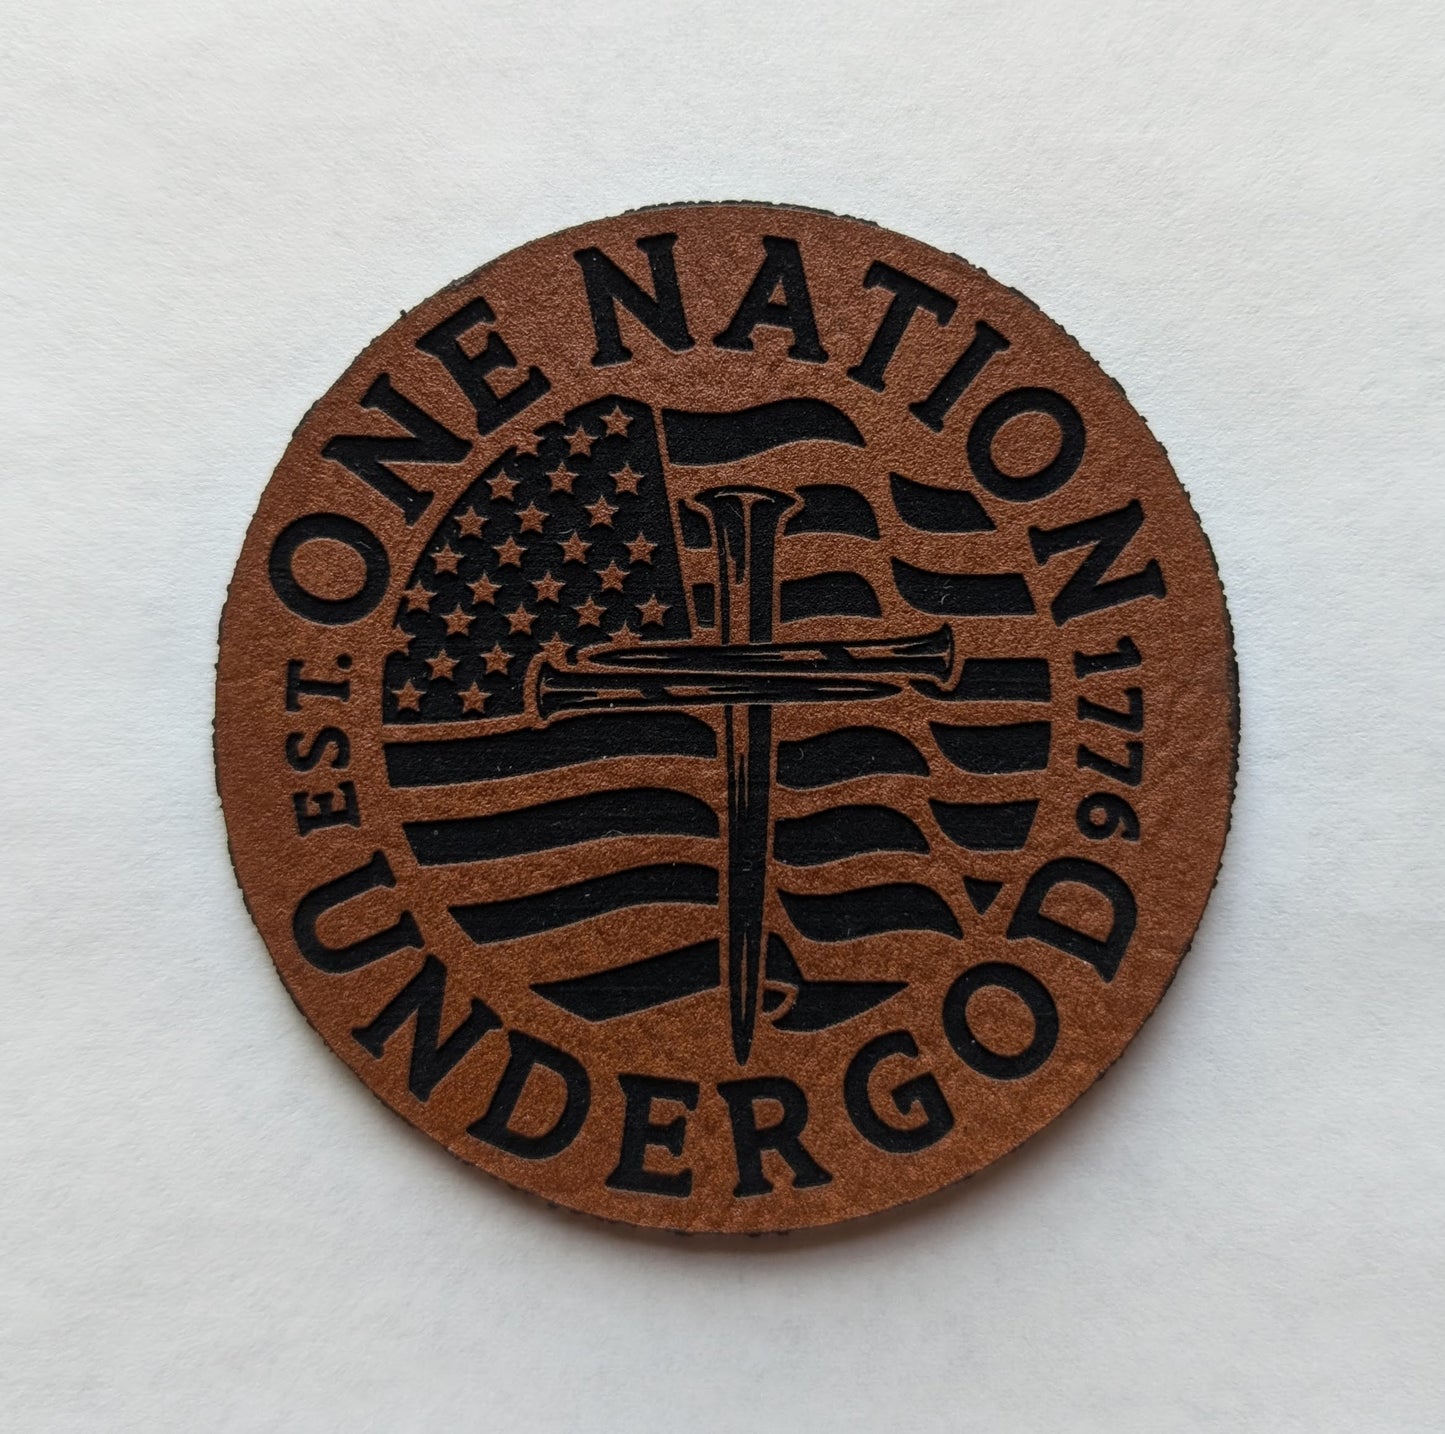 ONE NATION
EST.
1776
UNDER GOD